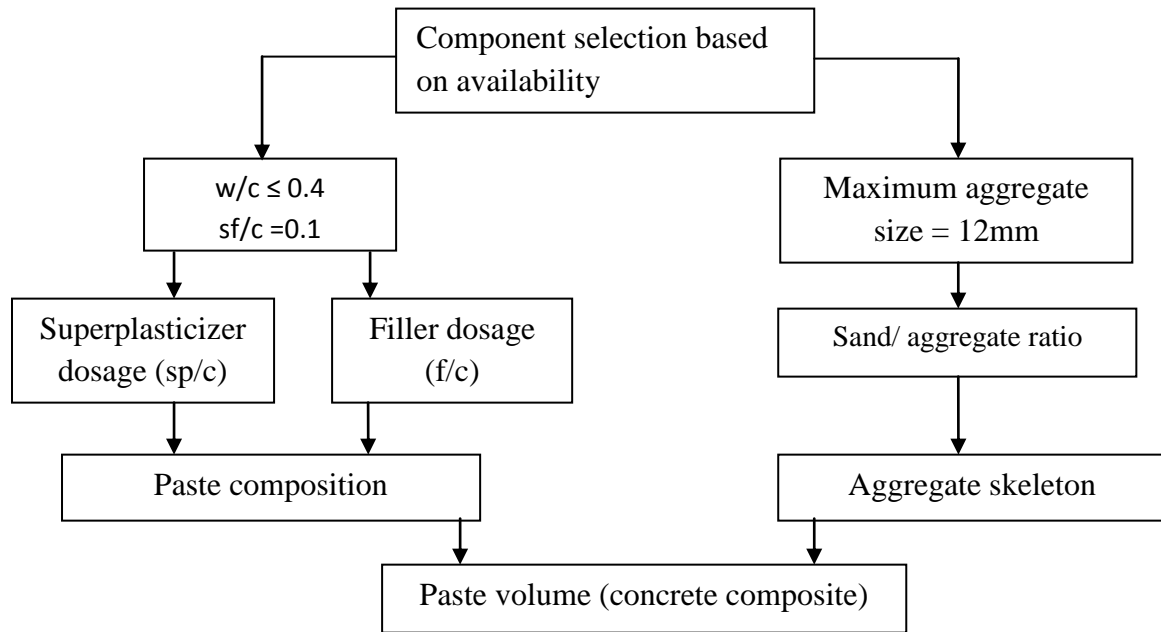 Component selection based
on availability
w/c ≤ 0.4
sf/c =0.1
Maximum aggregate
size = 12mm
Superplasticizer
dosage (sp/c)
Filler dosage
(f/c)
Sand/ aggregate ratio
Paste composition
Aggregate skeleton
Paste volume (concrete composite)